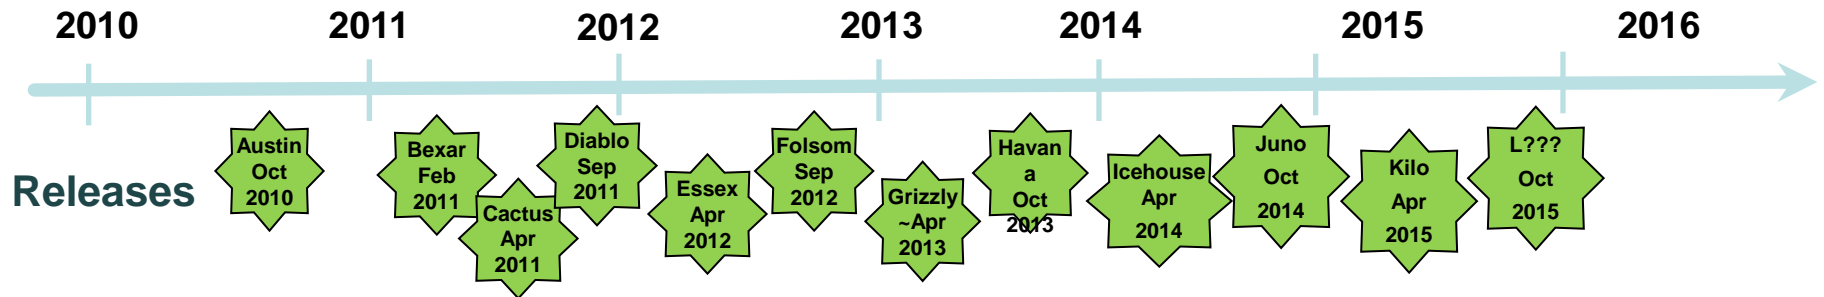 2010 2011 2012 2013 2014 2015 2016
Releases
Austin
Oct
2010
Bexar
Feb
2011
Cactus
Apr
2011
Diablo
Sep
2011
Essex
Apr
2012
Folsom
Sep
2012
Grizzly
~Apr
2013
Havan
a
Oct
2013
Icehouse
Apr
2014
Juno
Oct
2014
Kilo
Apr
2015
L???
Oct
2015